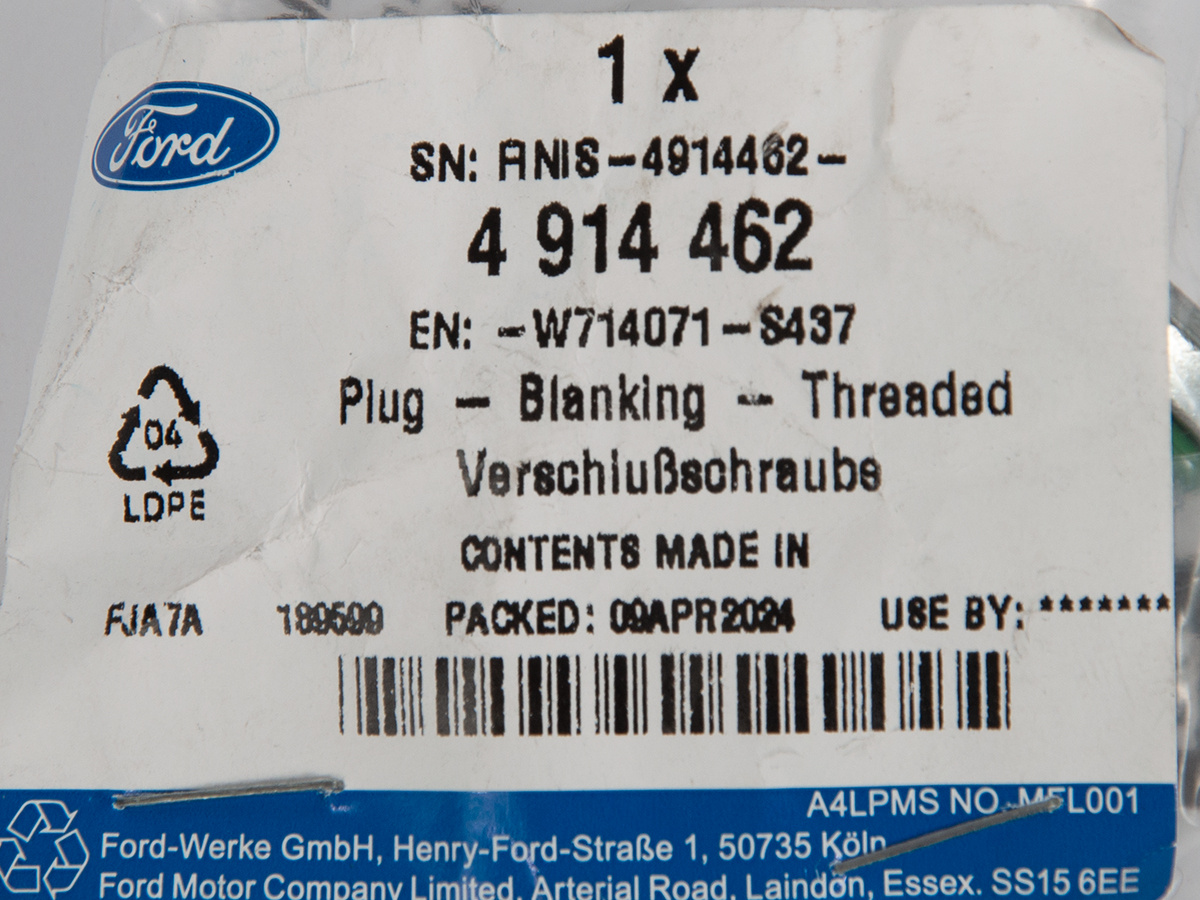 Ford
1 x
SN: ANIS-4914462-
4 914 462
EN: -W714071-S437
Plug - Blanking - Threaded
Verschlußschraube
04
LDPE
CONTENTS MADE IN
FJA7A 189599 PACKED: 09APR2024 USE BY: *******
A4LPMS NO. MFL001
Ford-Werke GmbH, Henry-Ford-Straße 1, 50735 Köln
Ford Motor Company Limited, Arterial Road, Laindon, Essex. SS15 6EE